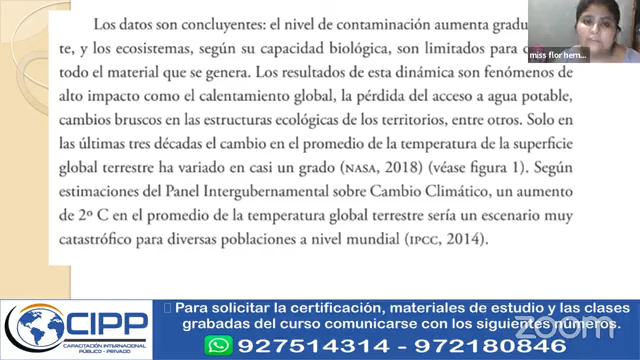 Los datos son concluyentes: el nivel de contaminación aumenta
te, y los ecosistemas, según su capacidad biológica, son limitados para
todo el material que se genera. Los resultados de esta dinámica son fenómenos de
alto impacto como el calentamiento global, la pérdida del acceso a agua potable,
cambios bruscos en las estructuras ecológicas de los territorios, entre otros. Solo en
las últimas tres décadas el cambio en el promedio de la temperatura de la superficie
global terrestre ha variado en casi un grado (NASA, 2018) (véase figura 1). Según
estimaciones del Panel Intergubernamental sobre Cambio Climático, un aumento
de 2º C en el promedio de la temperatura global terrestre sería un escenario muy
catastrófico para diversas poblaciones a nivel mundial (IPCC, 2014).
miss flor hern...
zoom
CIPP
CAPACITACIÓN INTERNACIONAL
PÚBLICO - PRIVADO
Para solicitar la certificación, materiales de estudio y las clases
grabadas del curso comunicarse con los siguientes números.
927514314 - 972180846